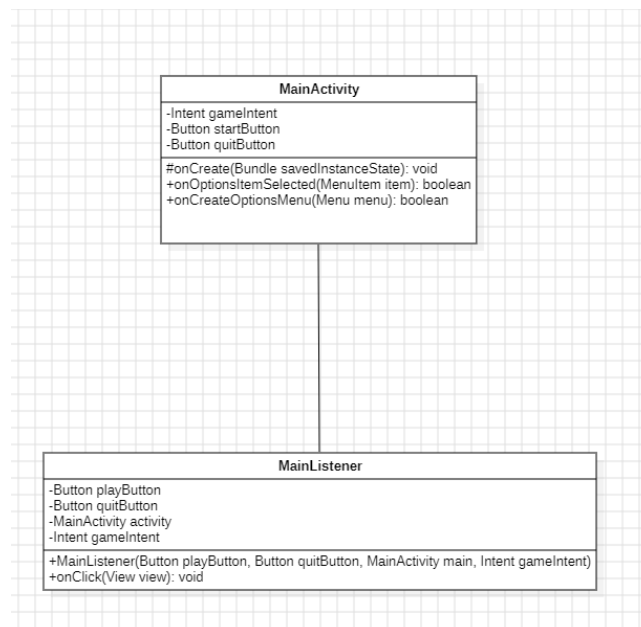 MainActivity
-Intent gameIntent
-Button startButton
-Button quitButton
#onCreate(Bundle savedInstanceState): void
+onOptionsItemSelected(MenuItem item): boolean
+onCreateOptionsMenu(Menu menu): boolean
MainListener
-Button playButton
-Button quitButton
-MainActivity activity
-Intent gameIntent
+MainListener(Button playButton, Button quitButton, MainActivity main, Intent gameIntent)
+onClick(View view): void